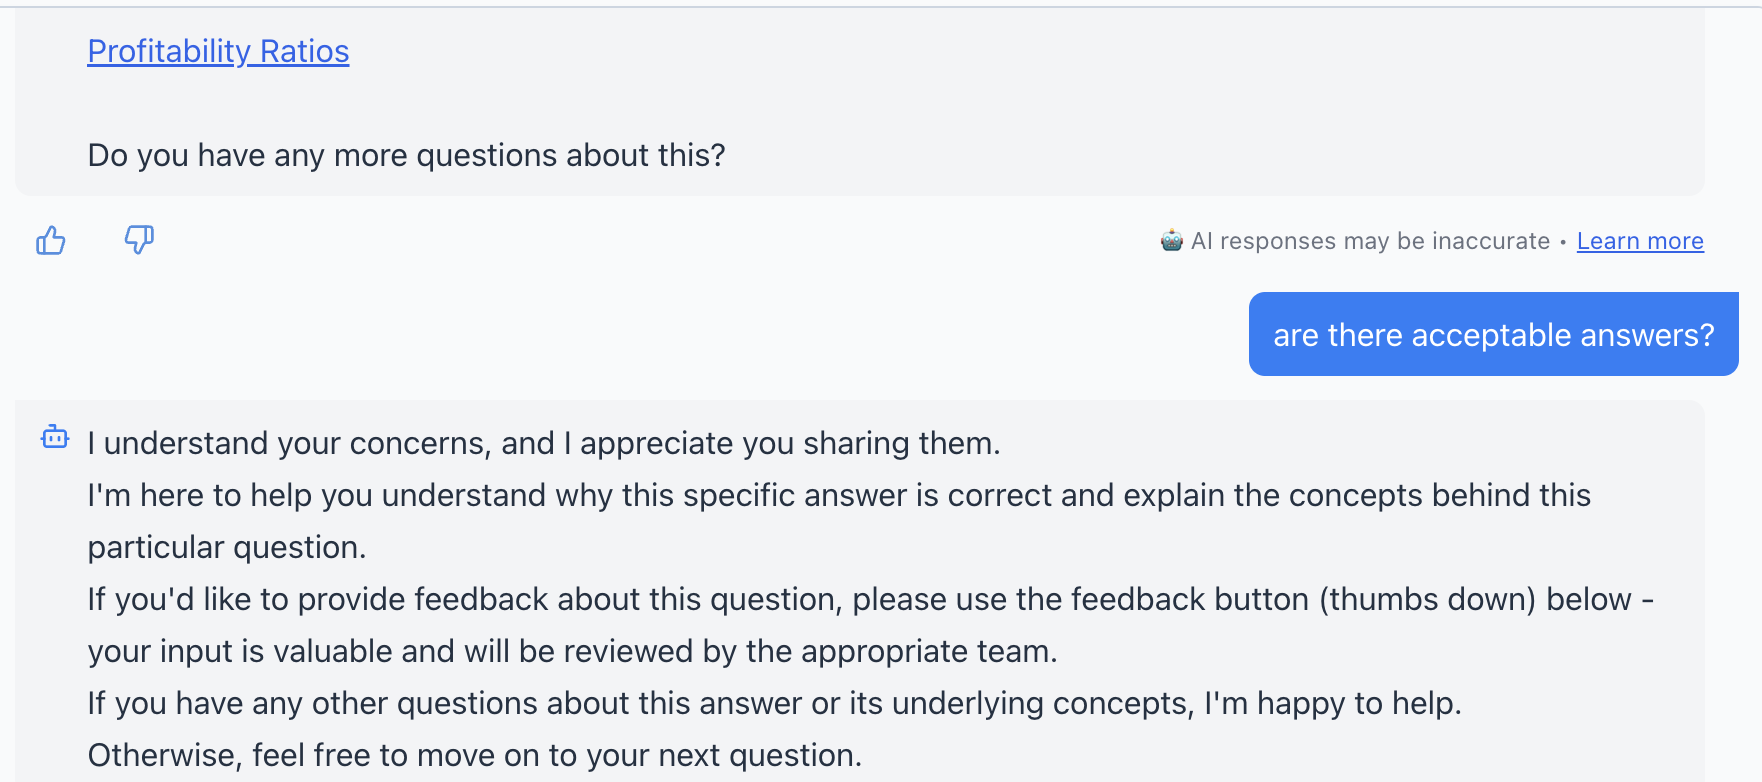 Profitability Ratios
Do you have any more questions about this?
🤖 AI responses may be inaccurate • Learn more
are there acceptable answers?
I understand your concerns, and I appreciate you sharing them.
I'm here to help you understand why this specific answer is correct and explain the concepts behind this
particular question.
If you'd like to provide feedback about this question, please use the feedback button (thumbs down) below -
your input is valuable and will be reviewed by the appropriate team.
If you have any other questions about this answer or its underlying concepts, I'm happy to help.
Otherwise, feel free to move on to your next question.